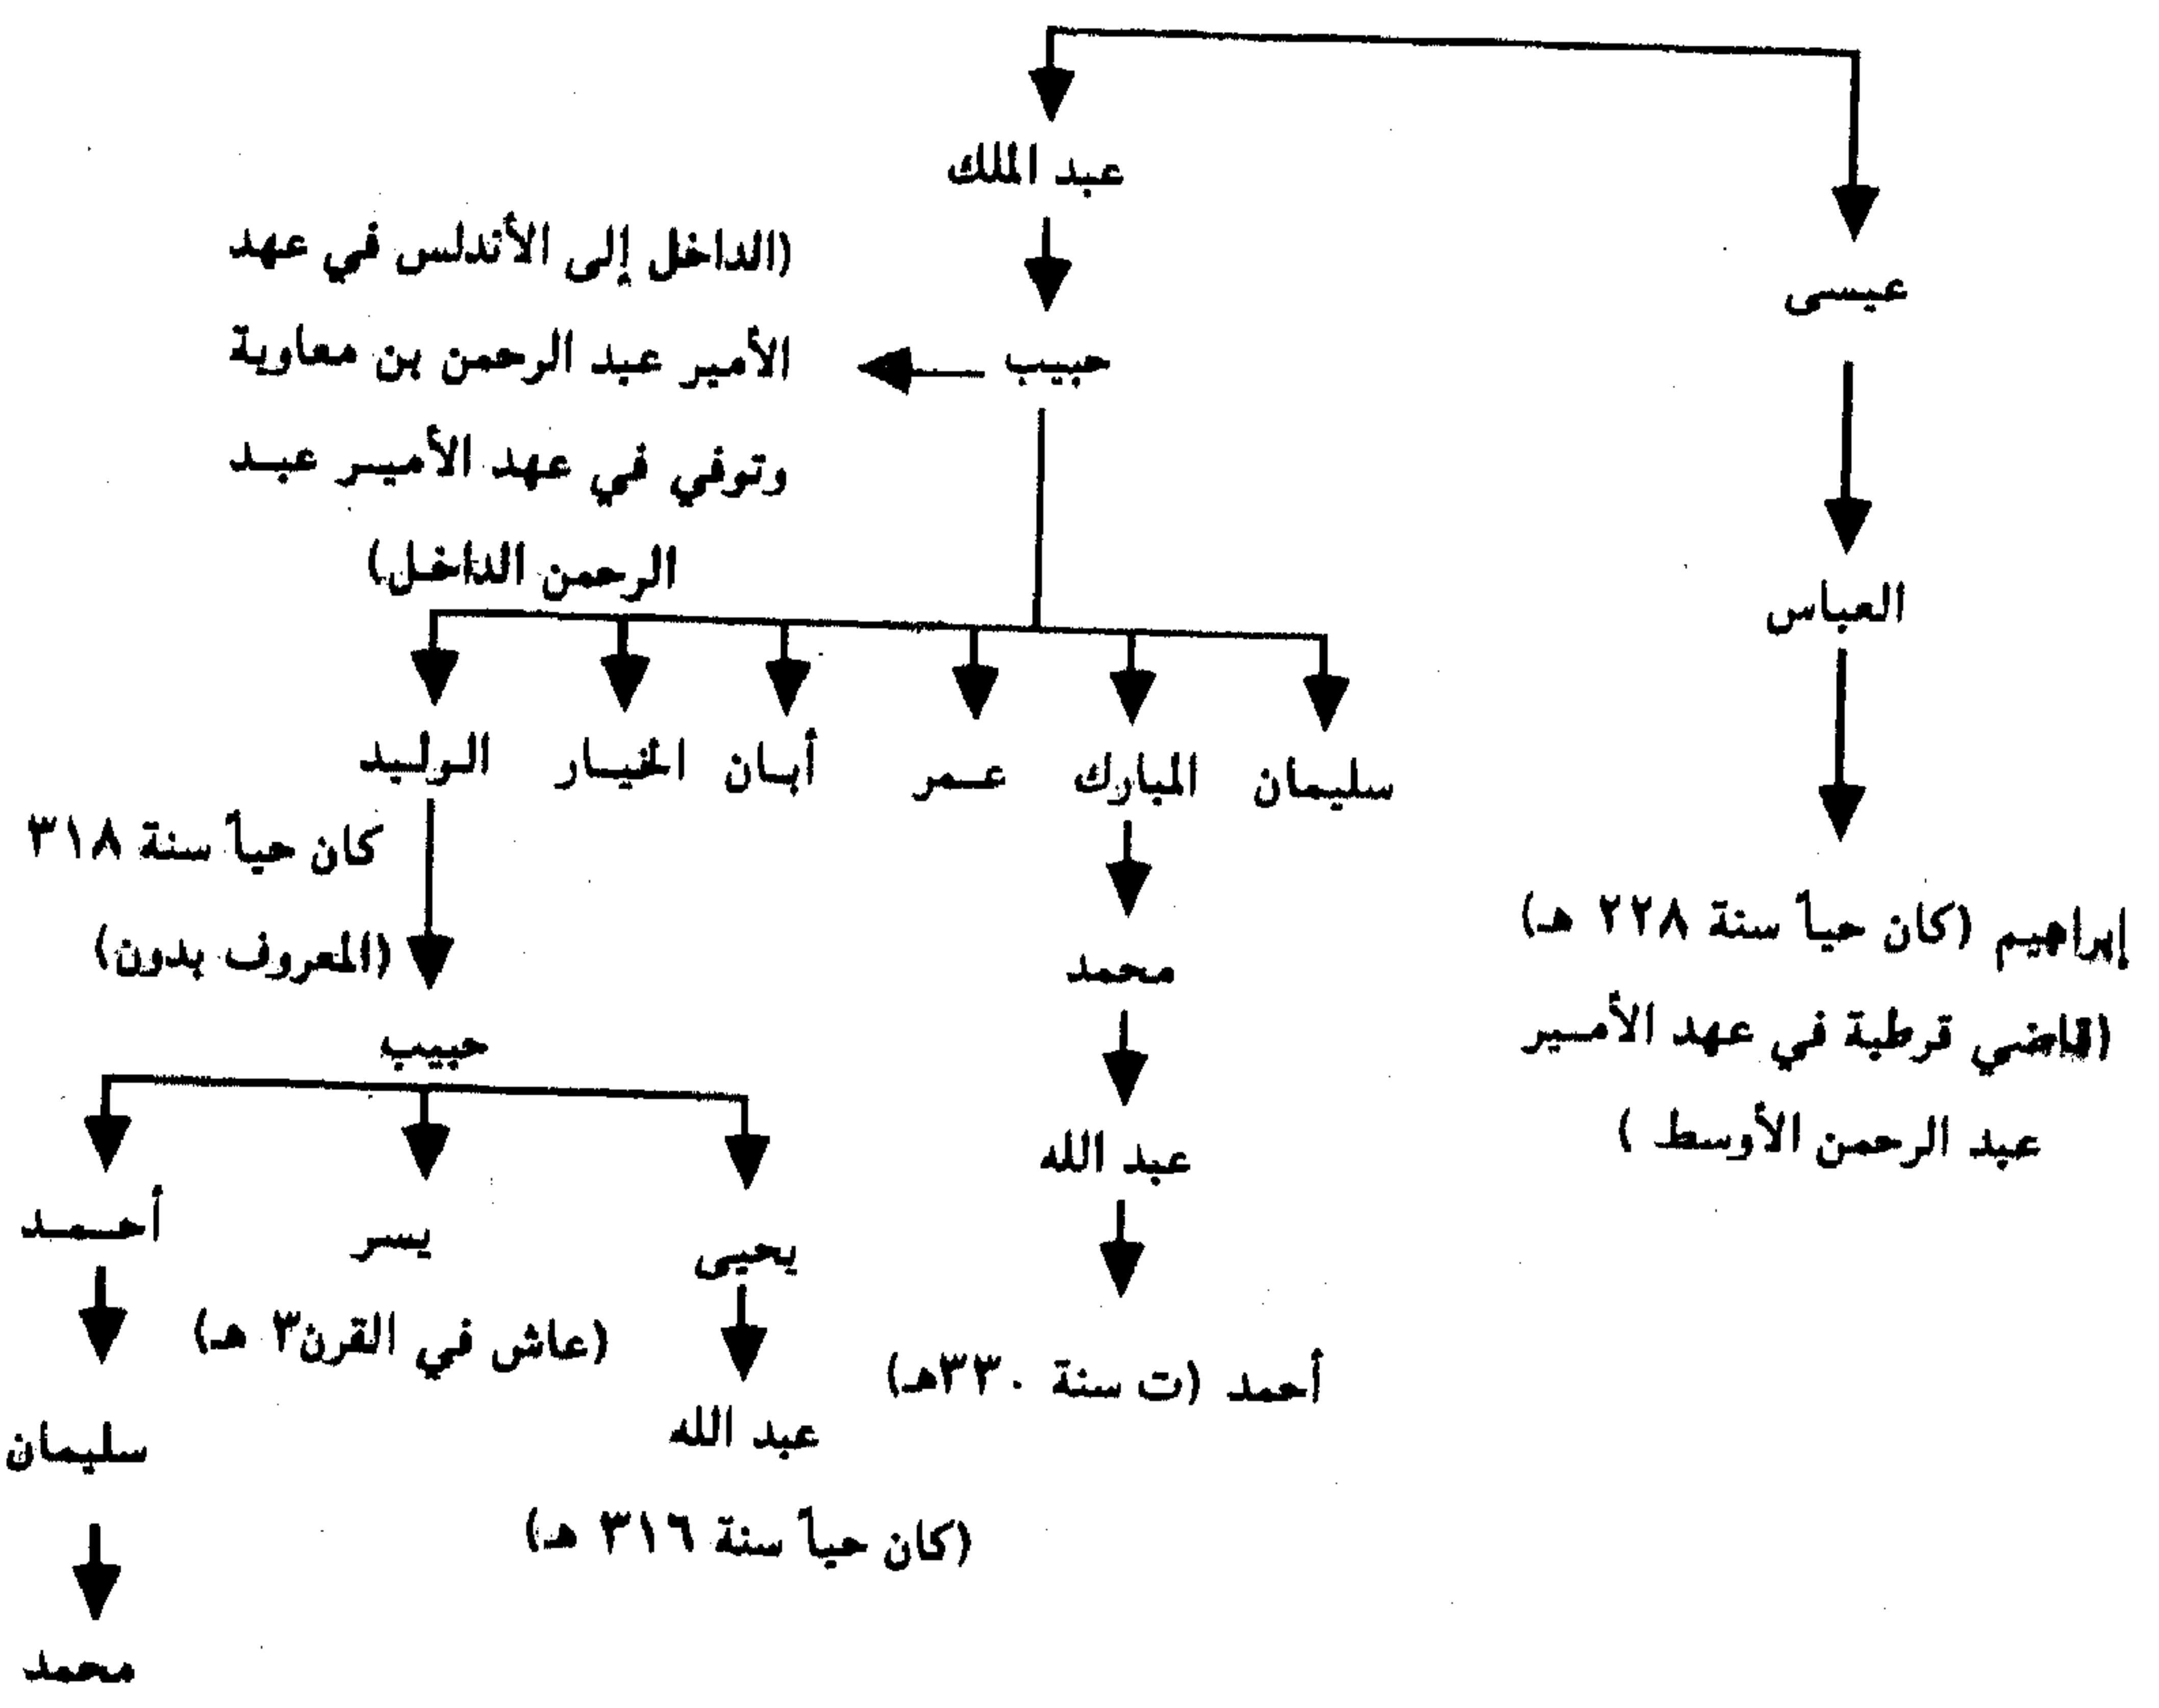 عبد الملك
عيسى
حبيب
(الداخل إلى الأندلس في عهد
الأمير عبد الرحمن بن معاوية
وتوفي في عهد الأمير عبد
الرحمن الداخل)
العباس
إبراهيم (كان حياً سنة ٢٢٨ هـ)
(قاضي قرطبة في عهد الأمير
عبد الرحمن الأوسط )
سليمان المبارك عمر أبان الخيار الوليد
محمد
عبد الله
أحمد (ت سنة ٣٣٠هـ)
كان حياً سنة ٣١٨
(المعروف بدون)
حبيب
يحيى يسر أحمد
(عاش في القرن٣ هـ)
عبد الله
(كان حياً سنة ٣١٦ هـ)
سليمان
محمد